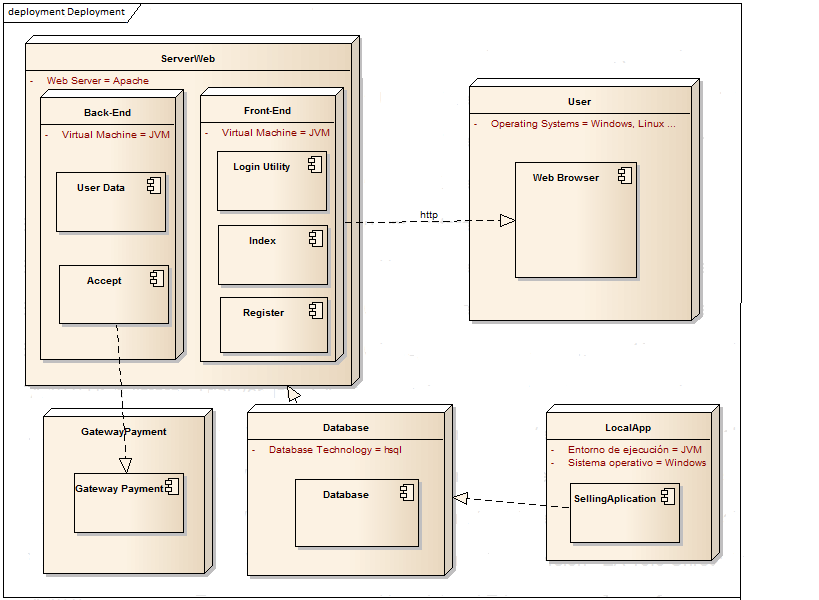 deployment Deployment
ServerWeb
- Web Server = Apache
Back-End
- Virtual Machine = JVM
User Data
Accept
Front-End
- Virtual Machine = JVM
Login Utility
Index
Register
http
User
- Operating Systems = Windows, Linux ...
Web Browser
GatewayPayment
Gateway Payment
Database
- Database Technology = hsql
Database
LocalApp
- Entorno de ejecución = JVM
- Sistema operativo = Windows
SellingAplication